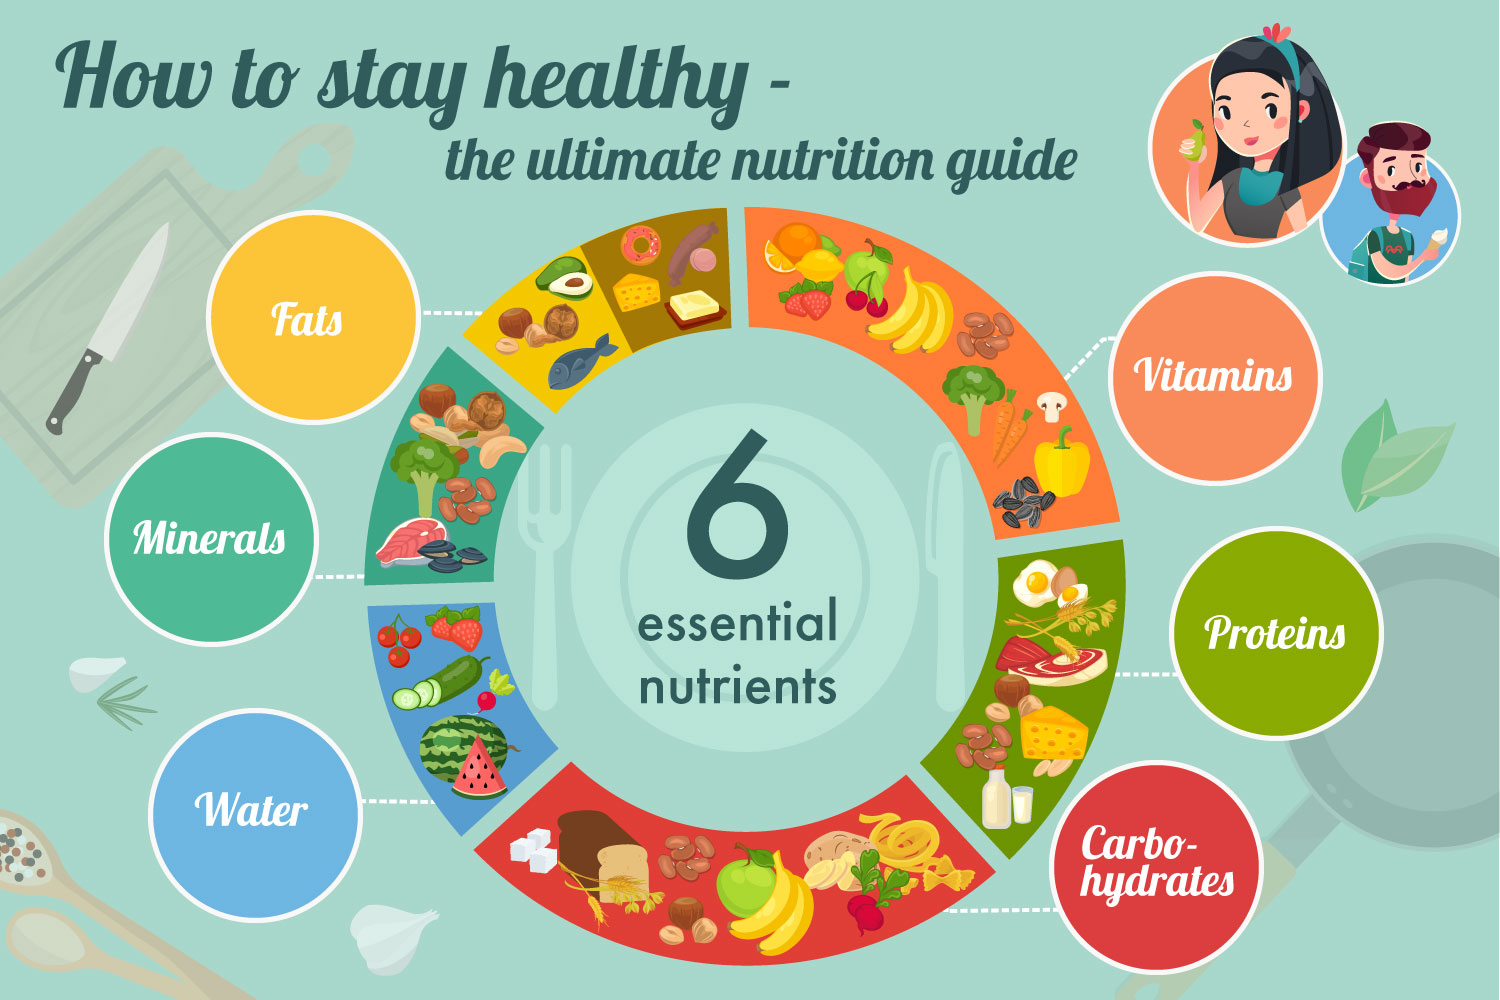 How to stay healthy -
the ultimate nutrition guide
Fats
Vitamins
Minerals
Proteins
Water
Carbo-
hydrates
6
essential
nutrients